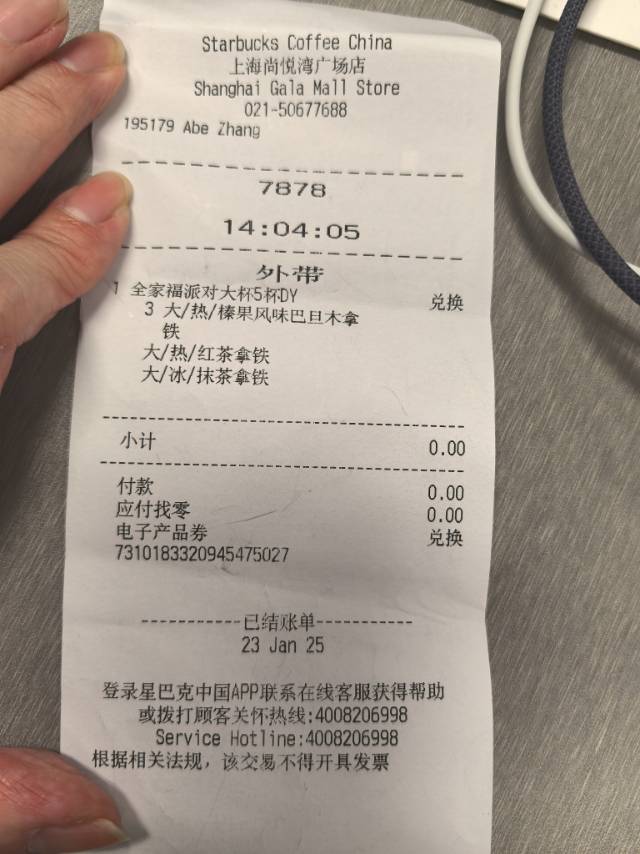 Starbucks Coffee China
上海尚悦湾广场店
Shanghai Gala Mall Store
021-50677688
195179 Abe Zhang
7878
14:04:05
外带
1 全家福派对大杯5杯DY 兑换
3 大/热/榛果风味巴旦木拿
铁
大/热/红茶拿铁
大/冰/抹茶拿铁
小计 0.00
付款 0.00
应付找零 0.00
电子产品券 兑换
7310183320945475027
-----------已结账单-----------
23 Jan 25
登录星巴克中国APP联系在线客服获得帮助
或拨打顾客关怀热线:4008206998
Service Hotline:4008206998
根据相关法规，该交易不得开具发票